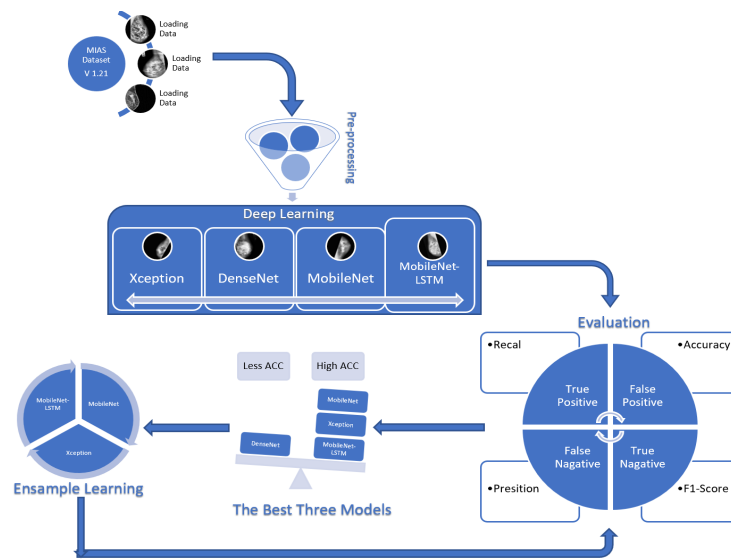 Loading
Data
MIAS
Dataset
V 1.21
Loading
Data
Loading
Data
Pre-processing
Deep Learning
Xception
DenseNet
MobileNet
MobileNet-
LSTM
Evaluation
•Recal
•Accuracy
True
Positive
False
Positive
False
Nagative
True
Nagative
•Presition
•F1-Score
Less ACC
High ACC
MobileNet
Xception
DenseNet
MobileNet-
LSTM
The Best Three Models
MobileNet-
LSTM
MobileNet
Xception
Ensample Learning